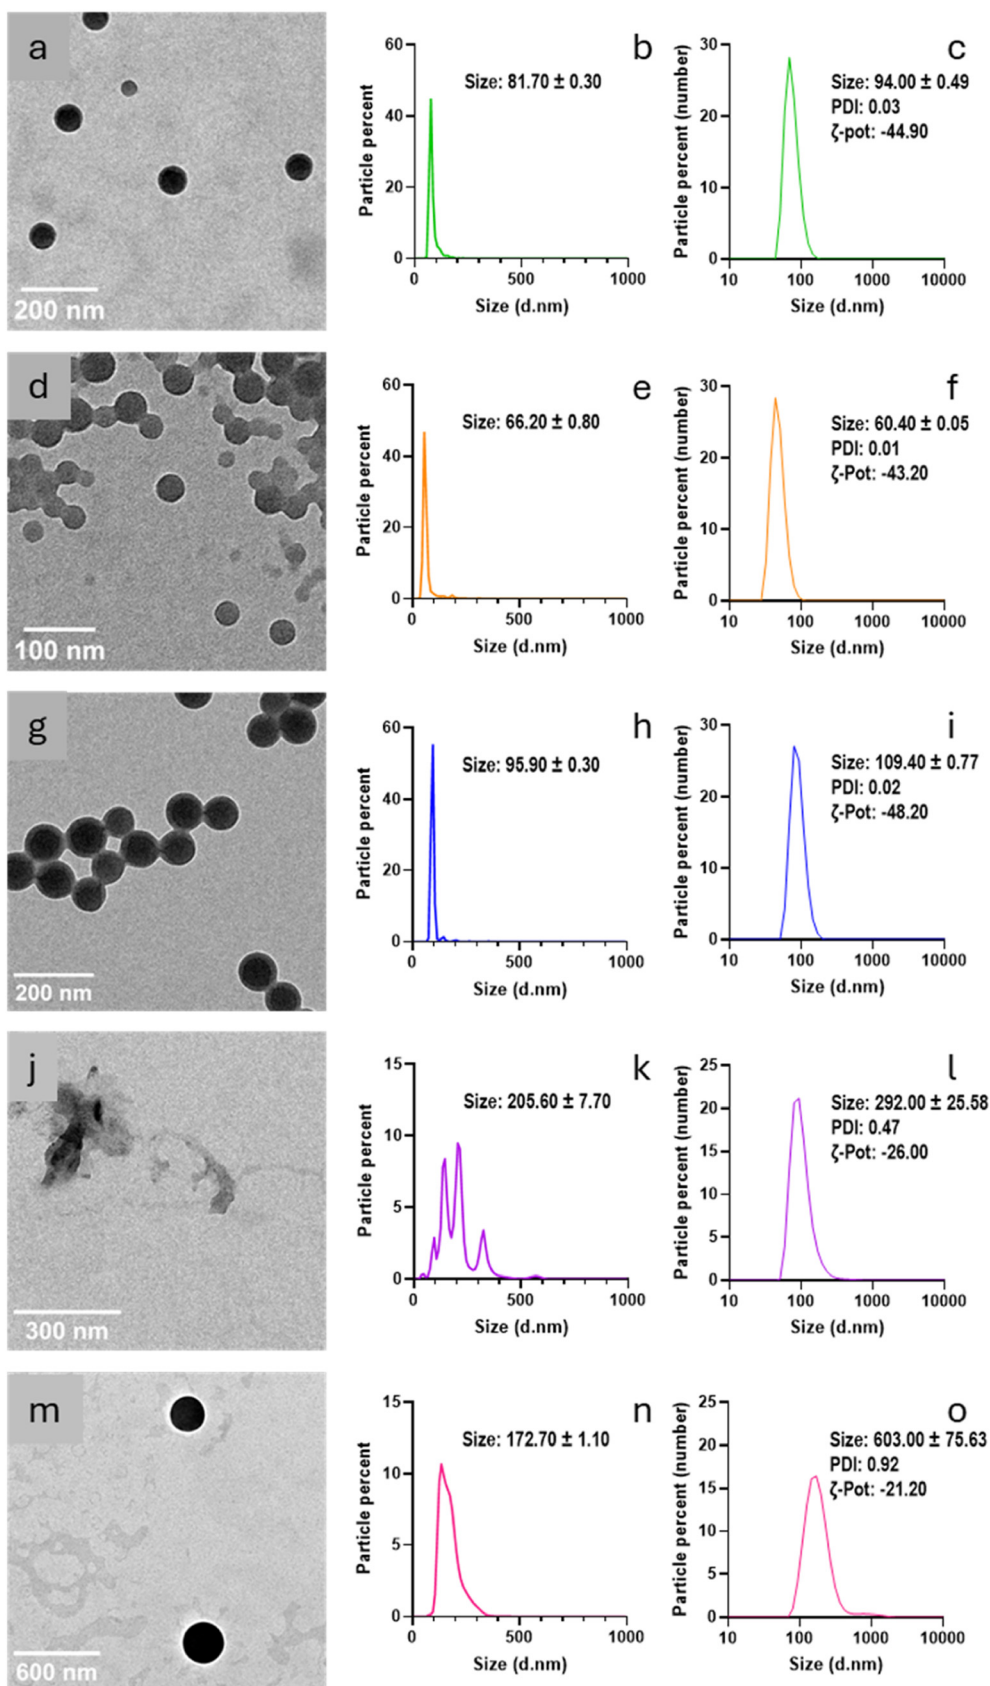 a
200 nm
b
60
40
20
0
Particle percent
Size: 81.70 ± 0.30
0
500
1000
Size (d.nm)
c
30
20
10
0
Particle percent (number)
Size: 94.00 ± 0.49
PDI: 0.03
ζ-pot: -44.90
10
100
1000
10000
Size (d.nm)
d
100 nm
e
60
40
20
0
Particle percent
Size: 66.20 ± 0.80
0
500
1000
Size (d.nm)
f
30
20
10
0
Particle percent (number)
Size: 60.40 ± 0.05
PDI: 0.01
ζ-Pot: -43.20
10
100
1000
10000
Size (d.nm)
g
200 nm
h
60
40
20
0
Particle percent
Size: 95.90 ± 0.30
0
500
1000
Size (d.nm)
i
30
20
10
0
Particle percent (number)
Size: 109.40 ± 0.77
PDI: 0.02
ζ-Pot: -48.20
10
100
1000
10000
Size (d.nm)
j
300 nm
k
15
10
5
0
Particle percent
Size: 205.60 ± 7.70
0
500
1000
Size (d.nm)
l
25
20
15
10
5
0
Particle percent (number)
Size: 292.00 ± 25.58
PDI: 0.47
ζ-Pot: -26.00
10
100
1000
10000
Size (d.nm)
m
600 nm
n
15
10
5
0
Particle percent
Size: 172.70 ± 1.10
0
500
1000
Size (d.nm)
o
25
20
15
10
5
0
Particle percent (number)
Size: 603.00 ± 75.63
PDI: 0.92
ζ-Pot: -21.20
10
100
1000
10000
Size (d.nm)